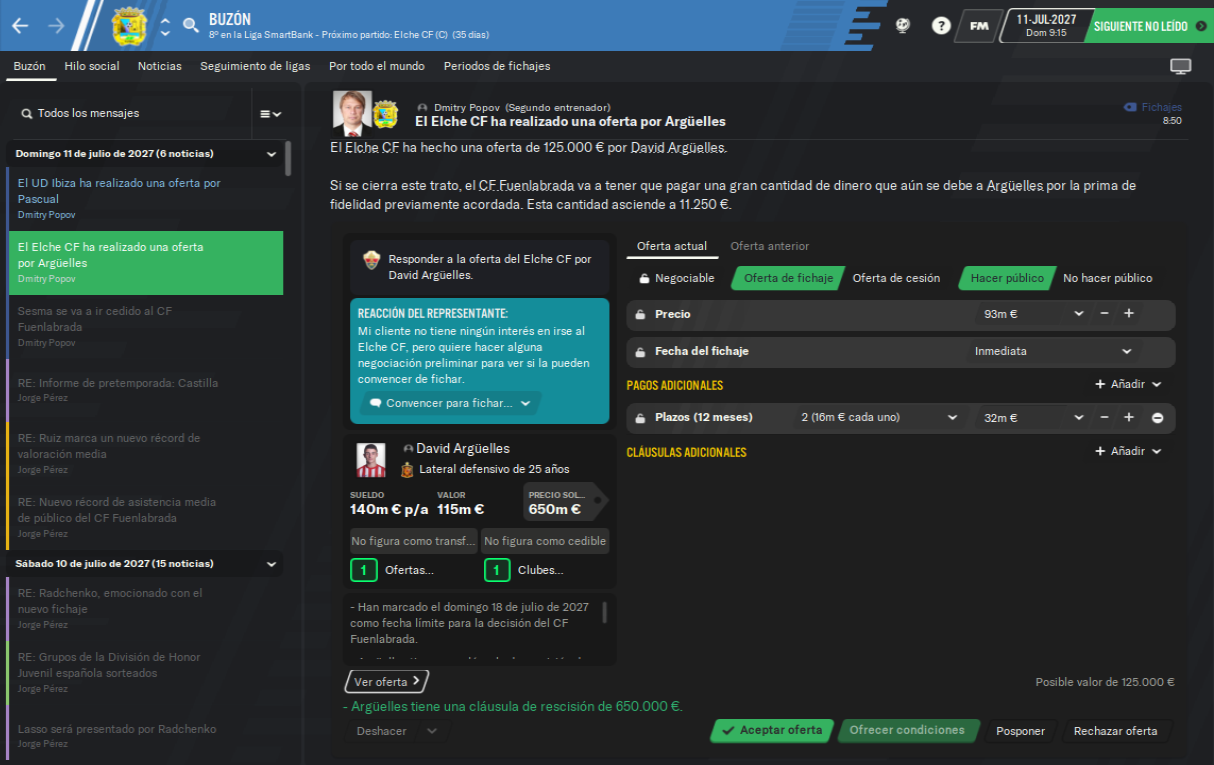 BUZÓN
8º en la Liga SmartBank - Próximo partido: Elche CF (C) (35 días)
?
FM
11-JUL-2027
Dom 9:15
SIGUIENTE NO LEÍDO
Buzón Hilo social Noticias Seguimiento de ligas Por todo el mundo Periodos de fichajes
Todos los mensajes
Domingo 11 de julio de 2027 (6 noticias)
El UD Ibiza ha realizado una oferta por
Pascual
Dmitry Popov
El Elche CF ha realizado una oferta
por Argüelles
Dmitry Popov
Sesma se va a ir cedido al CF
Fuenlabrada
Dmitry Popov
RE: Informe de pretemporada: Castilla
Jorge Pérez
RE: Ruiz marca un nuevo récord de
valoración media
Jorge Pérez
RE: Nuevo récord de asistencia media
de público del CF Fuenlabrada
Jorge Pérez
Sábado 10 de julio de 2027 (15 noticias)
RE: Radchenko, emocionado con el
nuevo fichaje
Jorge Pérez
RE: Grupos de la División de Honor
Juvenil española sorteados
Jorge Pérez
Lasso será presentado por Radchenko
Jorge Pérez
Dmitry Popov (Segundo entrenador)
El Elche CF ha realizado una oferta por Argüelles
Fichajes
8:50
El Elche CF ha hecho una oferta de 125.000 € por David Argüelles.
Si se cierra este trato, el CF Fuenlabrada va a tener que pagar una gran cantidad de dinero que aún se debe a Argüelles por la prima de
fidelidad previamente acordada. Esta cantidad asciende a 11.250 €.
Responder a la oferta del Elche CF por
David Argüelles.
REACCIÓN DEL REPRESENTANTE:
Mi cliente no tiene ningún interés en irse al
Elche CF, pero quiere hacer alguna
negociación preliminar para ver si la pueden
convencer de fichar.
Convencer para fichar...
David Argüelles
Lateral defensivo de 25 años
SUELDO VALOR PRECIO SOL...
140m € p/a 115m € 650m €
No figura como transf... No figura como cedible
1 Ofertas... 1 Clubes...
- Han marcado el domingo 18 de julio de 2027
como fecha límite para la decisión del CF
Fuenlabrada.
Oferta actual Oferta anterior
Negociable Oferta de fichaje Oferta de cesión Hacer público No hacer público
Precio 93m €
Fecha del fichaje Inmediata
PAGOS ADICIONALES + Añadir
Plazos (12 meses) 2 (16m € cada uno) 32m €
CLÁUSULAS ADICIONALES + Añadir
Ver oferta
Posible valor de 125.000 €
- Argüelles tiene una cláusula de rescisión de 650.000 €.
Deshacer Aceptar oferta Ofrecer condiciones Posponer Rechazar oferta